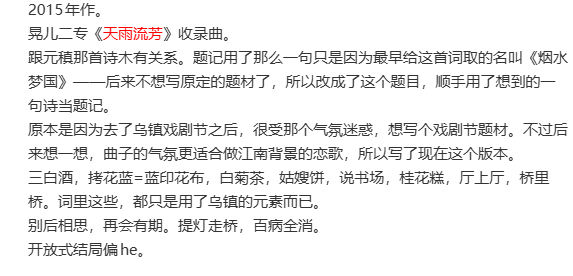 2015年作。
晃儿二专《天雨流芳》收录曲。
跟元稹那首诗木有关系。题记用了那么一句只是因为最早给这首词取的名叫《烟水
梦国》——后来不想写原定的题材了，所以改成了这个题目，顺手用了想到的一
句诗当题记。
原本是因为去了乌镇戏剧节之后，很受那个气氛迷惑，想写个戏剧节题材。不过后
来想一想，曲子的气氛更适合做江南背景的恋歌，所以写了现在这个版本。
三白酒，拷花蓝=蓝印花布，白菊茶，姑嫂饼，说书场，桂花糕，厅上厅，桥里
桥。词里这些，都只是用了乌镇的元素而已。
别后相思，再会有期。提灯走桥，百病全消。
开放式结局偏he。